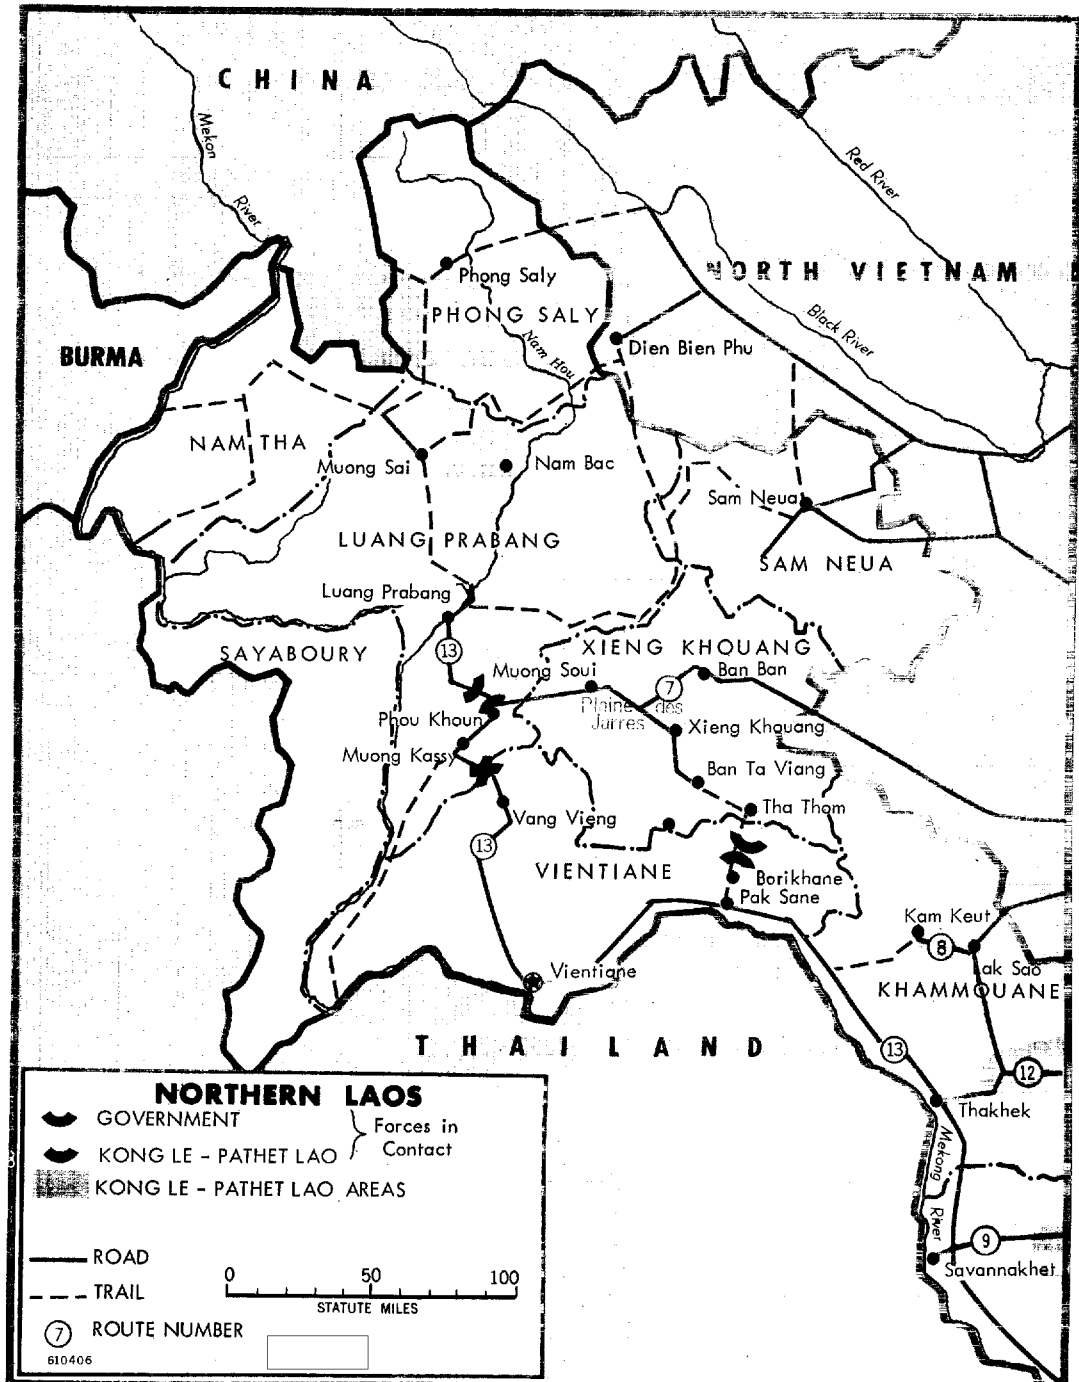 CHINA
Mekon
River
Red River
NORTH VIETNAM
Phong Saly
PHONG SALY
Nam Hou
Black River
BURMA
Dien Bien Phu
NAM THA
Muong Sai
Nam Bac
Sam Neua
LUANG PRABANG
SAM NEUA
Luang Prabang
SAYABOURY
13
XIENG KHOUANG
Muong Soui
Ban Ban
7
Plaine des
Jarres
Phou Khoun
Xieng Khouang
Muong Kassy
Ban Ta Viang
Tha Thom
Vang Vieng
13
VIENTIANE
Borikhane
Pak Sane
Kam Keut
8
Lak Sao
Vientiane
KHAMMOUANE
THAILAND
13
12
Thakhek
Mekong
River
9
Savannakhet
NORTHERN LAOS
GOVERNMENT
KONG LE - PATHET LAO
Forces in
Contact
KONG LE - PATHET LAO AREAS
ROAD
TRAIL
0 50 100
STATUTE MILES
7 ROUTE NUMBER
610406